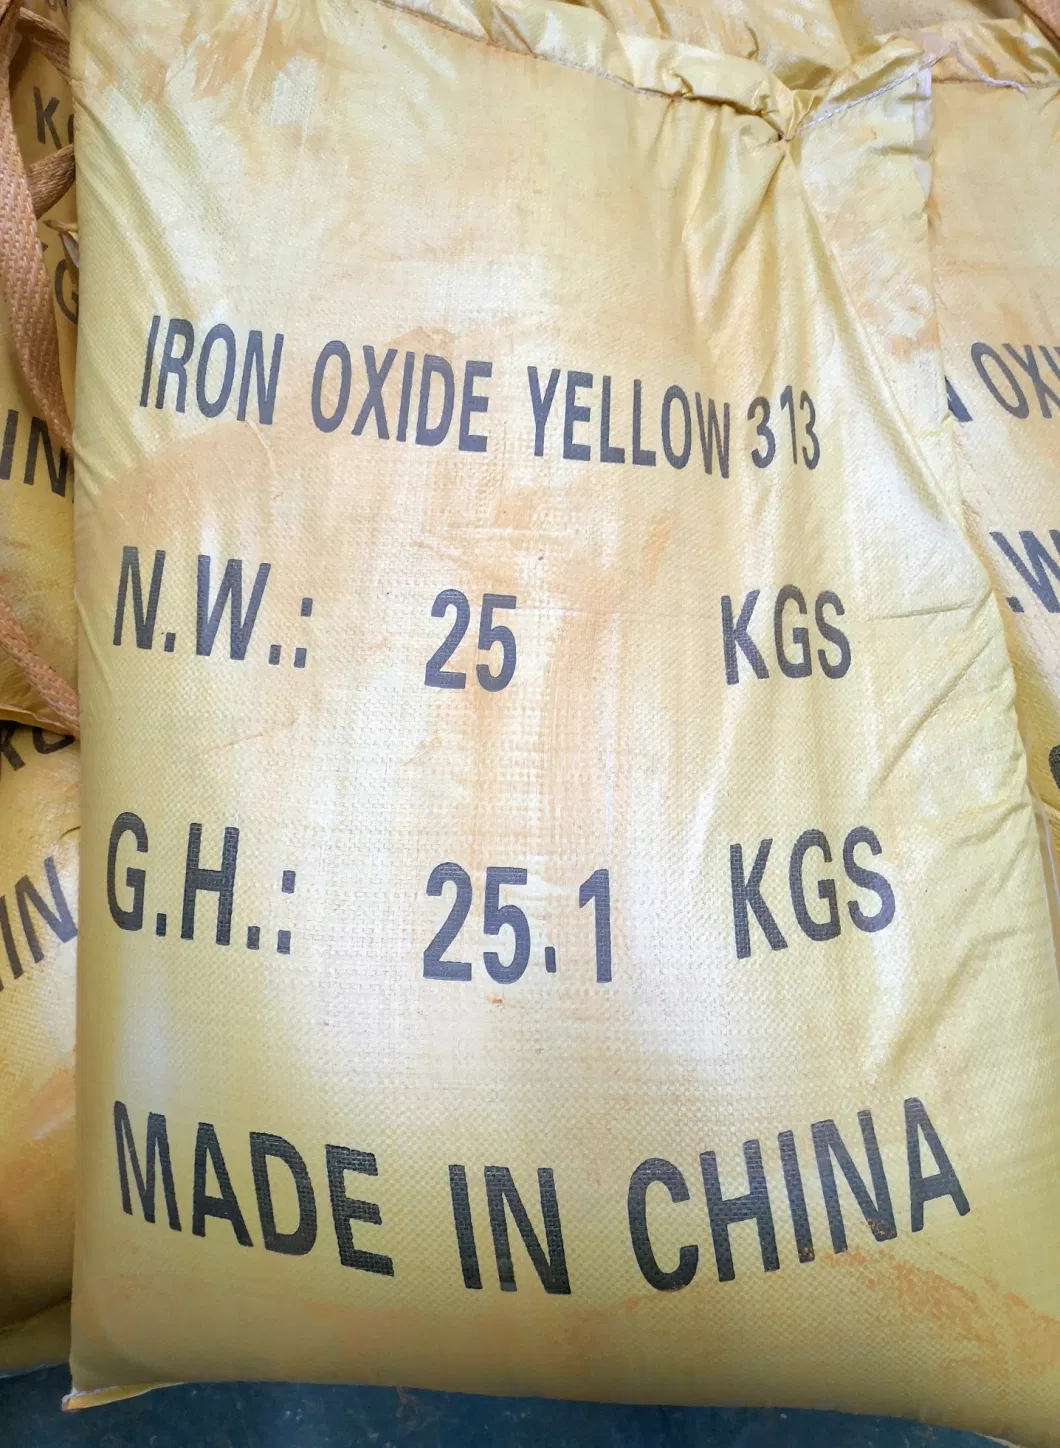 IRON OXIDE YELLOW 313
N.W.: 25 KGS
G.H.: 25.1 KGS
MADE IN CHINA